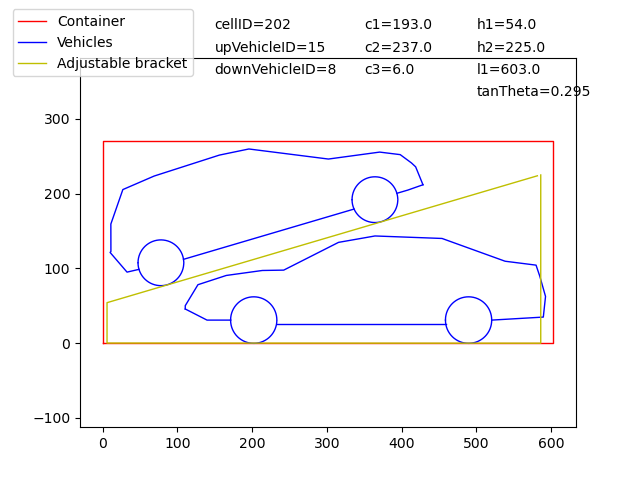 Container
Vehicles
Adjustable bracket
cellID=202 c1=193.0 h1=54.0
upVehicleID=15 c2=237.0 h2=225.0
downVehicleID=8 c3=6.0 l1=603.0
tanTheta=0.295
300
200
100
0
−100
0 100 200 300 400 500 600